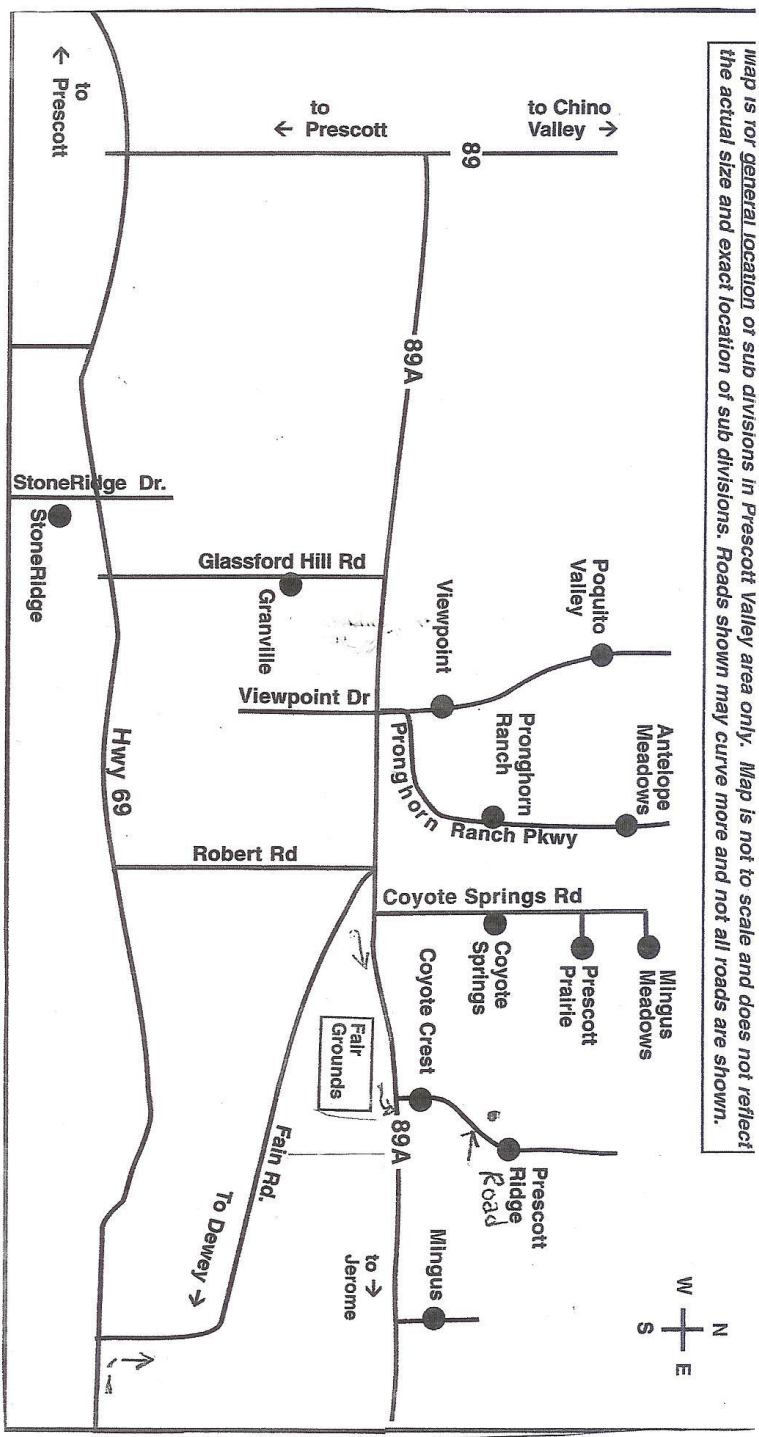 Map is for general location of sub divisions in Prescott Valley area only. Map is not to scale and does not reflect
the actual size and exact location of sub divisions. Roads shown may curve more and not all roads are shown.
N
W
E
S
to Chino
Valley →
89
to
← Prescott
to
← Prescott
89A
Poquito
Valley
Antelope
Meadows
Viewpoint
Pronghorn
Ranch
Pronghorn Ranch Pkwy
Mingus
Meadows
Prescott
Prairie
Coyote
Springs
Coyote Springs Rd
Coyote Crest
Prescott
Ridge
Road
Mingus
StoneRidge Dr.
StoneRidge
Glassford Hill Rd
Granville
Viewpoint Dr
Robert Rd
Fair
Grounds
89A
to →
Jerome
Fain Rd.
To Dewey →
Hwy 69